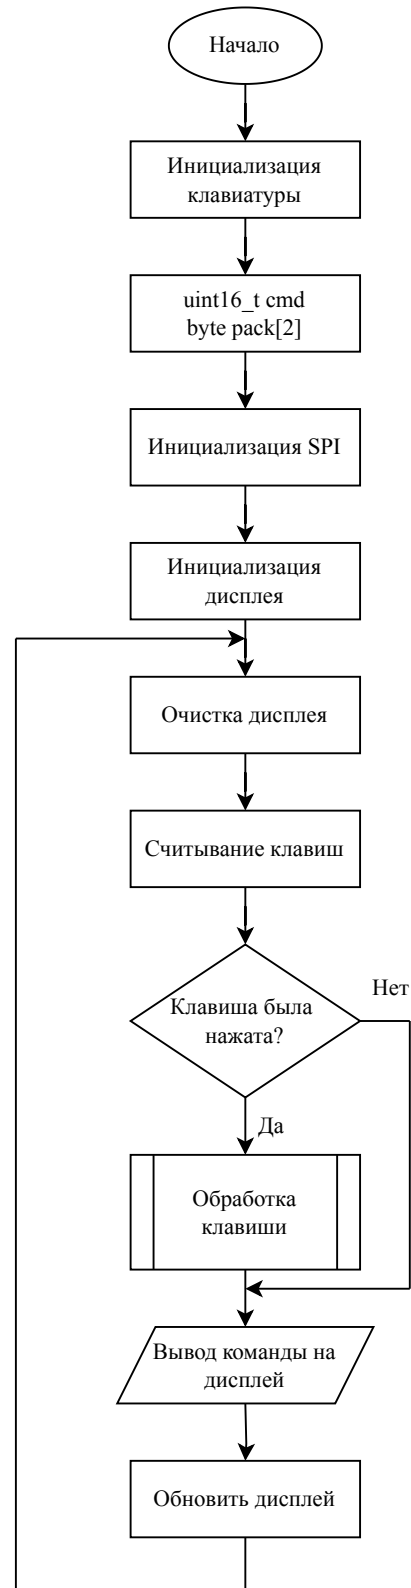 Начало
Инициализация
клавиатуры
uint16_t cmd
byte pack[2]
Инициализация SPI
Инициализация
дисплея
Очистка дисплея
Считывание клавиш
Клавиша была
нажата?
Нет
Да
Обработка
клавиши
Вывод команды на
дисплей
Обновить дисплей